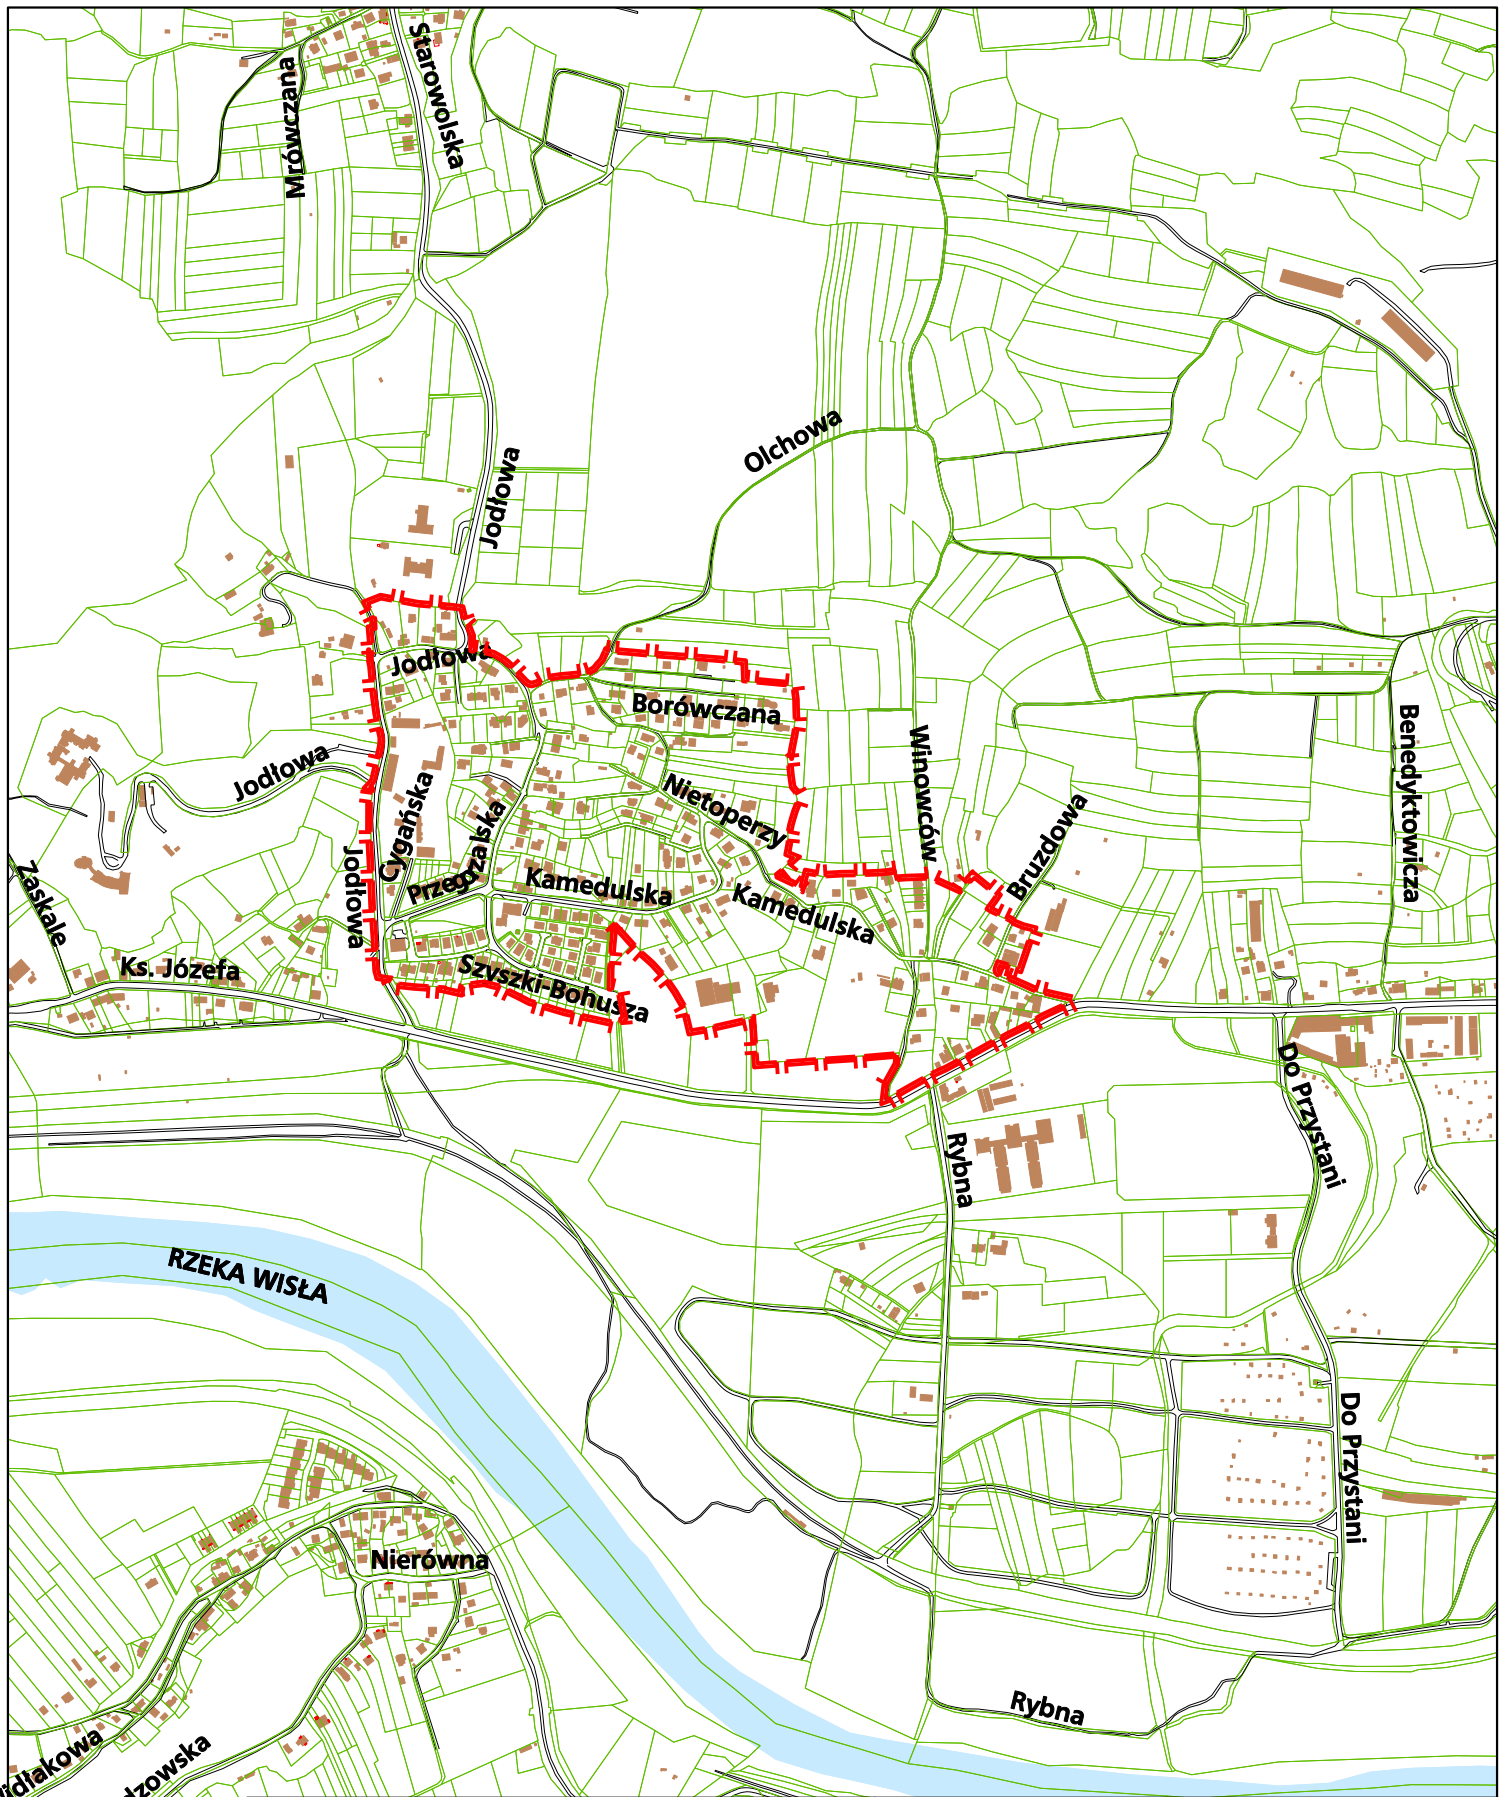 Starowolska
Mrówczana
Olchowa
Jodłowa
Jodłowa
Borówczana
Benedyktowicza
Winowców
Jodłowa
Nietoperzy
Cygańska
Bruzdowa
Przegorzalska
Jodłowa
Kamedulska
Kamedulska
Zaskale
Ks. Józefa
Szyszki-Bohusza
Do Przystani
Rybna
RZEKA WISŁA
Do Przystani
Nierówna
Rybna